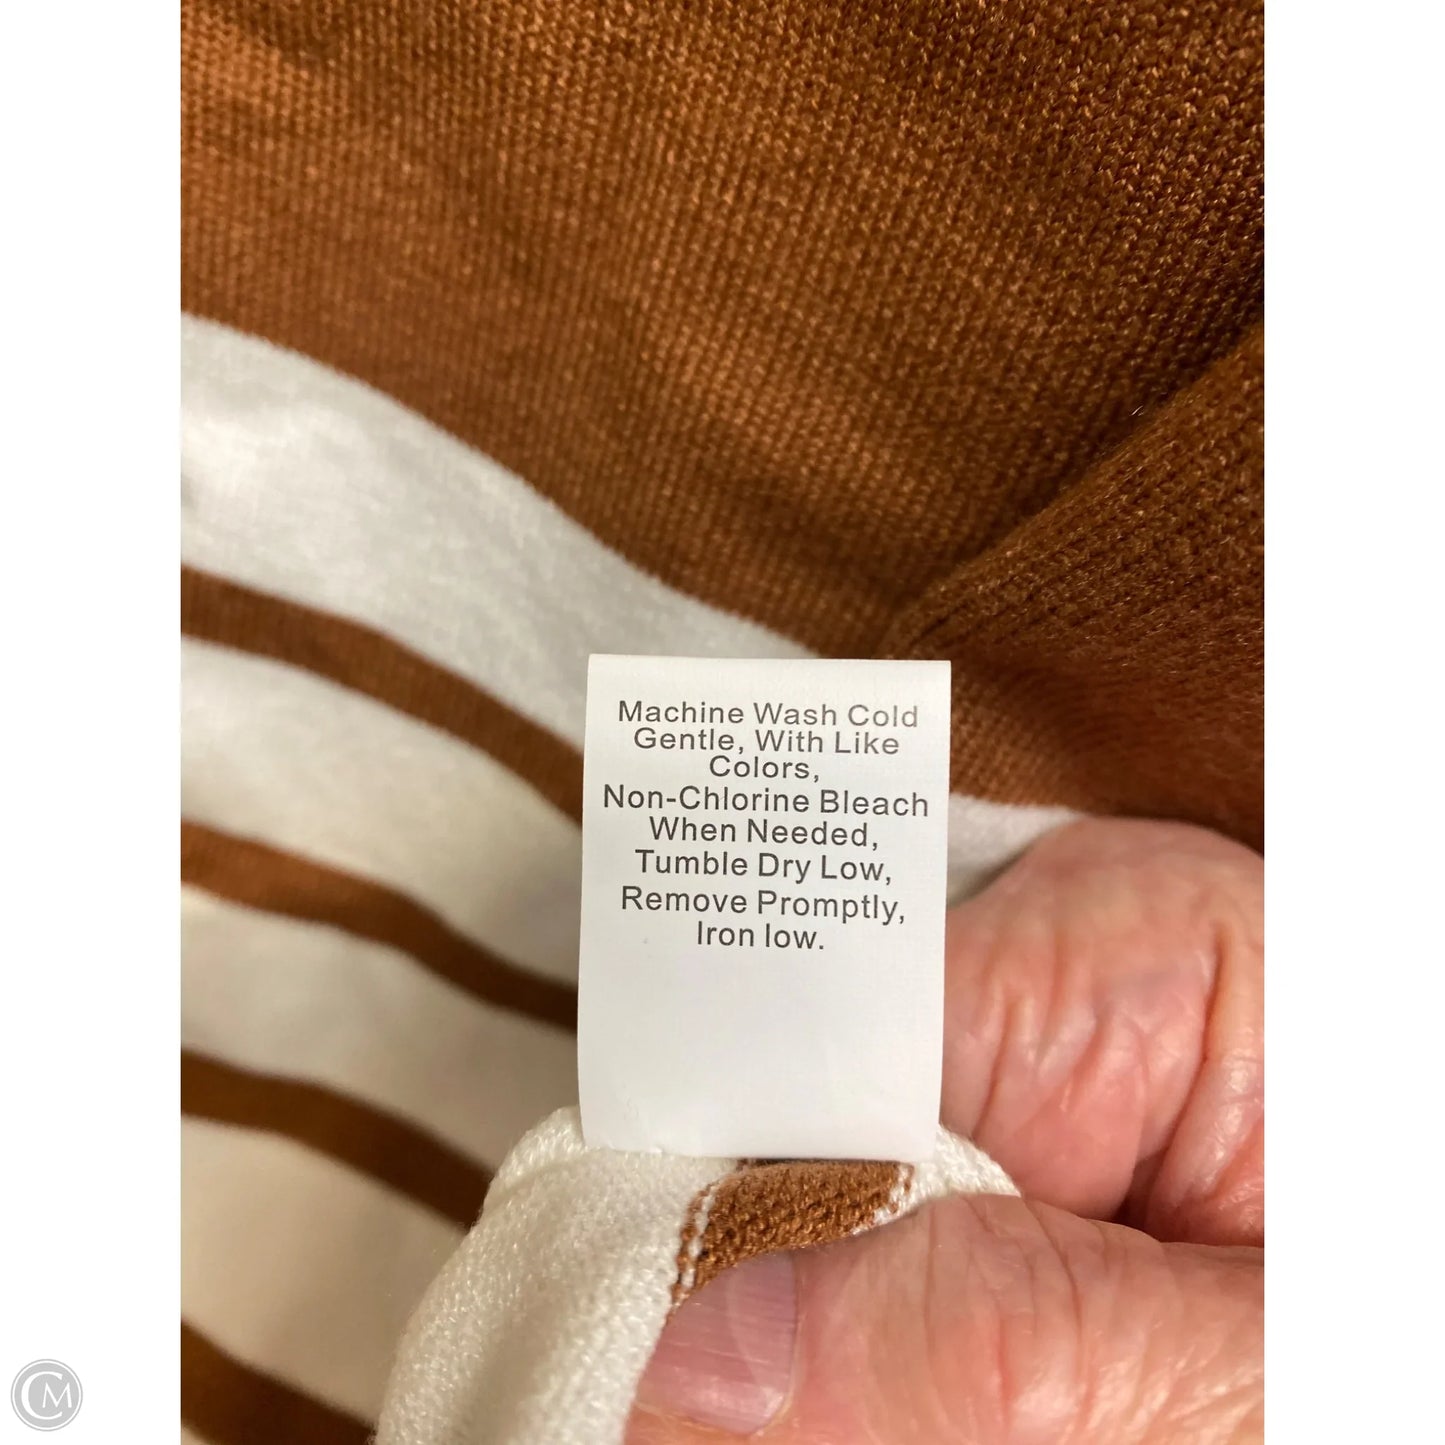 Machine Wash Cold
Gentle, With Like
Colors,
Non-Chlorine Bleach
When Needed,
Tumble Dry Low,
Remove Promptly,
Iron low.
CM